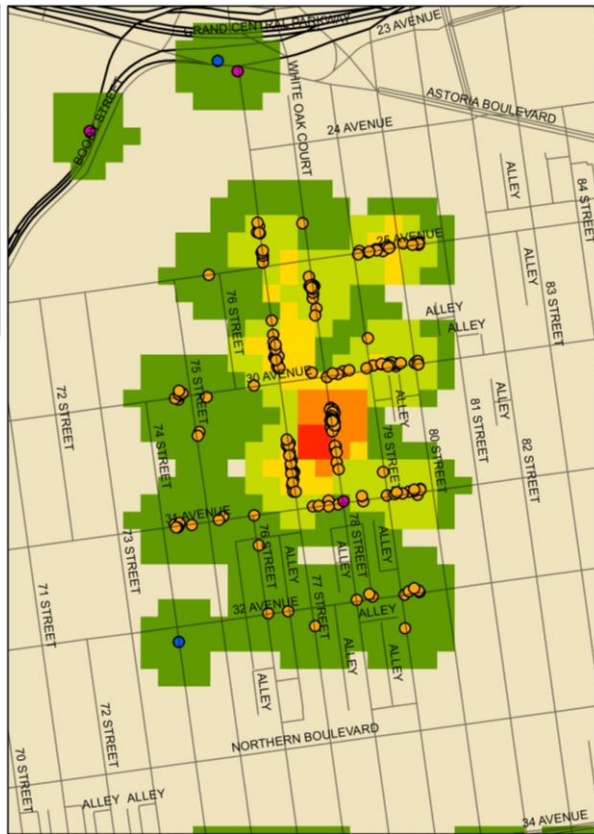 GRAND CENTRAL PARKWAY
23 AVENUE
BOODY STREET
WHITE OAK COURT
ASTORIA BOULEVARD
24 AVENUE
ALLEY
84 STREET
25 AVENUE
ALLEY
83 STREET
76 STREET
ALLEY
ALLEY
72 STREET
75 STREET
30 AVENUE
ALLEY
ALLEY
74 STREET
79 STREET
80 STREET
81 STREET
82 STREET
31 AVENUE
73 STREET
76 STREET
ALLEY
78 STREET
ALLEY
ALLEY
71 STREET
32 AVENUE
77 STREET
ALLEY
ALLEY
ALLEY
ALLEY
72 STREET
NORTHERN BOULEVARD
70 STREET
ALLEY
ALLEY
34 AVENUE